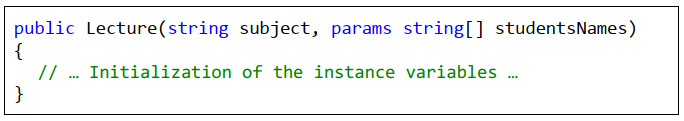 public Lecture(string subject, params string[] studentsNames)
{
// … Initialization of the instance variables …
}